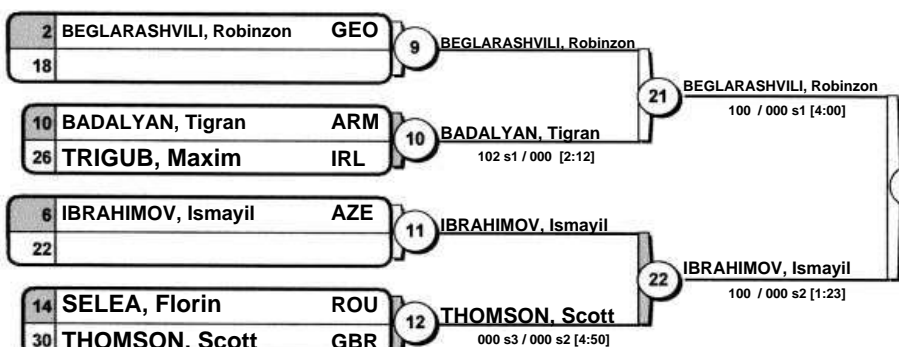 2 BEGLARASHVILI, Robinzon GEO
18
9
BEGLARASHVILI, Robinzon
10 BADALYAN, Tigran ARM
26 TRIGUB, Maxim IRL
10
BADALYAN, Tigran
102 s1 / 000 [2:12]
21
BEGLARASHVILI, Robinzon
100 / 000 s1 [4:00]
6 IBRAHIMOV, Ismayil AZE
22
11
IBRAHIMOV, Ismayil
14 SELEA, Florin ROU
30 THOMSON, Scott GBR
12
THOMSON, Scott
000 s3 / 000 s2 [4:50]
22
IBRAHIMOV, Ismayil
100 / 000 s2 [1:23]